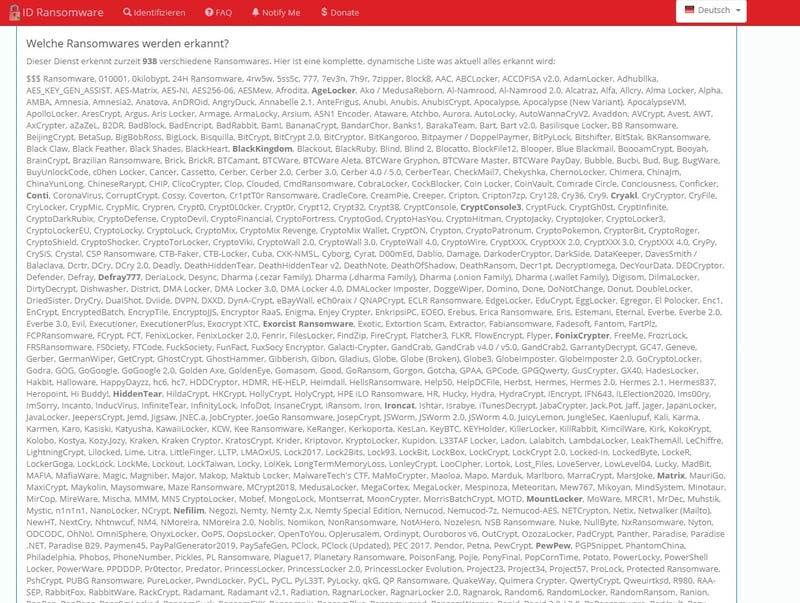 ID Ransomware Identifizieren FAQ Notify Me Donate Deutsch
Welche Ransomwares werden erkannt?
Dieser Dienst erkennt zurzeit 938 verschiedene Ransomwares. Hier ist eine komplette, dynamische Liste was aktuell alles erkannt wird:
$$$ Ransomware, 010001, 0kilobypt, 24H Ransomware, 4rw5w, 5ss5c, 777, 7ev3n, 7h9r, 7zipper, 8lock8, AAC, ABCLocker, ACCDFISA v2.0, AdamLocker, Adhubllka,
AES_KEY_GEN_ASSIST, AES-Matrix, AES-NI, AES256-06, AESMew, Afrodita, AgeLocker, Ako / MedusaReborn, Al-Namrood, Al-Namrood 2.0, Alcatraz, Alfa, Allcry, Alma Locker, Alpha,
AMBA, Amnesia, Amnesia2, Anatova, AnDROid, AngryDuck, Annabelle 2.1, AnteFrigus, Anubi, Anubis, AnubisCrypt, Apocalypse, Apocalypse (New Variant), ApocalypseVM,
ApolloLocker, AresCrypt, Argus, Aris Locker, Armage, ArmaLocky, Arsium, ASN1 Encoder, Ataware, Atchbo, Aurora, AutoLocky, AutoWannaCryV2, Avaddon, AVCrypt, Avest, AWT,
AxCrypter, aZaZeL, B2DR, BadBlock, BadEncript, BadRabbit, Bam!, BananaCrypt, BandarChor, Banks1, BarakaTeam, Bart, Bart v2.0, Basilisque Locker, BB Ransomware,
BeijingCrypt, BetaSup, BigBobRoss, BigLock, Bisquilla, BitCrypt, BitCrypt 2.0, BitCryptor, BitKangoroo, Bitpaymer / DoppelPaymer, BitPyLock, Bitshifter, BitStak, BKRansomware,
Black Claw, Black Feather, Black Shades, BlackHeart, BlackKingdom, Blackout, BlackRuby, Blind, Blind 2, Blocatto, BlockFile12, Blooper, Blue Blackmail, BoooamCrypt, Booyah,
BrainCrypt, Brazilian Ransomware, Brick, BrickR, BTCamant, BTCWare, BTCWare Aleta, BTCWare Gryphon, BTCWare Master, BTCWare PayDay, Bubble, Bucbi, Bud, Bug, BugWare,
BuyUnlockCode, c0hen Locker, Cancer, Cassetto, Cerber, Cerber 2.0, Cerber 3.0, Cerber 4.0 / 5.0, CerberTear, CheckMail7, Chekyshka, ChernoLocker, Chimera, ChinaJm,
ChinaYunLong, ChineseRarypt, CHIP, ClicoCrypter, Clop, Clouded, CmdRansomware, CobraLocker, CockBlocker, Coin Locker, CoinVault, Comrade Circle, Conciousness, Conficker,
Conti, CoronaVirus, CorruptCrypt, Cossy, Coverton, Cr1ptT0r Ransomware, CradleCore, CreamPie, Creeper, Cripton, Cripton7zp, Cry128, Cry36, Cry9, Cryakl, CryCryptor, CryFile,
CryLocker, CrypMic, CrypMic, Crypren, Crypt0, Crypt0L0cker, Crypt0r, Crypt12, Crypt32, Crypt38, CryptConsole, CryptConsole3, CryptFuck, CryptGh0st, CryptInfinite,
CryptoDarkRubix, CryptoDefense, CryptoDevil, CryptoFinancial, CryptoFortress, CryptoGod, CryptoHasYou, CryptoHitman, CryptoJacky, CryptoJoker, CryptoLocker3,
CryptoLockerEU, CryptoLocky, CryptoLuck, CryptoMix, CryptoMix Revenge, CryptoMix Wallet, CryptON, Crypton, CryptoPatronum, CryptoPokemon, CryptorBit, CryptoRoger,
CryptoShield, CryptoShocker, CryptoTorLocker, CryptoViki, CryptoWall 2.0, CryptoWall 3.0, CryptoWall 4.0, CryptoWire, CryptXXX, CryptXXX 2.0, CryptXXX 3.0, CryptXXX 4.0, CryPy,
CrySiS, Crystal, CSP Ransomware, CTB-Faker, CTB-Locker, Cuba, CXK-NMSL, Cyborg, Cyrat, D00mEd, Dablio, Damage, DarkoderCryptor, DarkSide, DataKeeper, DavesSmith /
Balaclava, Dcrtr, DCry, DCry 2.0, Deadly, DeathHiddenTear, DeathHiddenTear v2, DeathNote, DeathOfShadow, DeathRansom, Decr1pt, DecryptIomega, DecYourData, DEDCryptor,
Defender, Defray, Defray777, DeriaLock, Desync, Dharma (.cezar Family), Dharma (.dharma Family), Dharma (.onion Family), Dharma (.wallet Family), Digisom, DilmaLocker,
DirtyDecrypt, Dishwasher, District, DMA Locker, DMA Locker 3.0, DMA Locker 4.0, DMALocker Imposter, DoggeWiper, Domino, Done, DoNotChange, Donut, DoubleLocker,
DriedSister, DryCry, DualShot, Dviide, DVPN, DXXD, DynA-Crypt, eBayWall, eCh0raix / QNAPCrypt, ECLR Ransomware, EdgeLocker, EduCrypt, EggLocker, Egregor, El Polocker, Enc1,
EnCrypt, EncryptedBatch, EncrypTile, EncryptoJJS, Encryptor RaaS, Enigma, Enjey Crypter, EnkripsiPC, EOEO, Erebus, Erica Ransomware, Eris, Estemani, Eternal, Everbe, Everbe 2.0,
Everbe 3.0, Evil, Executioner, ExecutionerPlus, Exocrypt XTC, Exorcist Ransomware, Exotic, Extortion Scam, Extractor, Fabiansomware, Fadesoft, Fantom, FartPlz,
FCPRansomware, FCrypt, FCT, FenixLocker, FenixLocker 2.0, Fenrir, FilesLocker, FindZip, FireCrypt, Flatcher3, FLKR, FlowEncrypt, Flyper, FonixCrypter, FreeMe, FrozrLock,
FRSRansomware, FS0ciety, FTCode, FuckSociety, FunFact, FuxSocy Encryptor, Galacti-Crypter, GandCrab, GandCrab v4.0 / v5.0, GandCrab2, GarrantyDecrypt, GC47, Geneve,
Gerber, GermanWiper, GetCrypt, GhostCrypt, GhostHammer, Gibberish, Gibon, Gladius, Globe, Globe (Broken), Globe3, GlobeImposter, GlobeImposter 2.0, GoCryptoLocker,
Godra, GOG, GoGoogle, GoGoogle 2.0, Golden Axe, GoldenEye, Gomasom, Good, GoRansom, Gorgon, Gotcha, GPAA, GPCode, GPGQwerty, GusCrypter, GX40, HadesLocker,
Hakbit, Halloware, HappyDayzz, hc6, hc7, HDDCryptor, HDMR, HE-HELP, Heimdall, HellsRansomware, Help50, HelpDCFile, Herbst, Hermes, Hermes 2.0, Hermes 2.1, Hermes837,
Heropoint, Hi Buddy!, HiddenTear, HildaCrypt, HKCrypt, HollyCrypt, HolyCrypt, HPE iLO Ransomware, HR, Hucky, Hydra, HydraCrypt, IEncrypt, IFN643, ILElection2020, Ims00ry,
ImSorry, Incanto, InducVirus, InfiniteTear, InfinityLock, InfoDot, InsaneCrypt, iRansom, Iron, Ironcat, Ishtar, Israbye, iTunesDecrypt, JabaCrypter, Jack.Pot, Jaff, Jager, JapanLocker,
JavaLocker, JeepersCrypt, Jemd, Jigsaw, JNEC.a, JobCrypter, JoeGo Ransomware, JosepCrypt, JSWorm, JSWorm 2.0, JSWorm 4.0, JuicyLemon, JungleSec, Kaenlupuf, Kali, Karma,
Karmen, Karo, Kasiski, Katyusha, KawaiiLocker, KCW, Kee Ransomware, KeRanger, Kerkoporta, KesLan, KeyBTC, KEYHolder, KillerLocker, KillRabbit, KimcilWare, Kirk, KokoKrypt,
Kolobo, Kostya, Kozy.Jozy, Kraken, Kraken Cryptor, KratosCrypt, Krider, Kriptovor, KryptoLocker, Kupidon, L33TAF Locker, Ladon, Lalabitch, LambdaLocker, LeakThemAll, LeChiffre,
LightningCrypt, Lilocked, Lime, Litra, LittleFinger, LLTP, LMAOxUS, Lock2017, Lock2Bits, Lock93, LockBit, LockBox, LockCrypt, LockCrypt 2.0, Locked-In, LockedByte, LockeR,
LockerGoga, LockLock, LockMe, Lockout, LockTaiwan, Locky, LolKek, LongTermMemoryLoss, LonleyCrypt, LooCipher, Lortok, Lost_Files, LoveServer, LowLevel04, Lucky, MadBit,
MAFIA, MafiaWare, Magic, Magniber, Major, Makop, Maktub Locker, MalwareTech's CTF, MaMoCrypter, Maoloa, Mapo, Marduk, Marlboro, MarraCrypt, MarsJoke, Matrix, MauriGo,
MaxiCrypt, Maykolin, Maysomware, Maze Ransomware, MCrypt2018, MedusaLocker, MegaCortex, MegaLocker, Mespinoza, Meteoritan, Mew767, Mikoyan, MindSystem, Minotaur,
MirCop, MireWare, Mischa, MMM, MNS CryptoLocker, Mobef, MongoLock, Montserrat, MoonCrypter, MorrisBatchCrypt, MOTD, MountLocker, MoWare, MRCR1, MrDec, Muhstik,
Mystic, n1n1n1, NanoLocker, NCrypt, Nefilim, Negozi, Nemty, Nemty 2.x, Nemty Special Edition, Nemucod, Nemucod-7z, Nemucod-AES, NETCrypton, Netix, Netwalker (Mailto),
NewHT, NextCry, Nhtnwcuf, NM4, NMoreira, NMoreira 2.0, Noblis, Nomikon, NonRansomware, NotAHero, Nozelesn, NSB Ransomware, Nuke, NullByte, NxRansomware, Nyton,
ODCODC, OhNo!, OmniSphere, OnyxLocker, OoPS, OopsLocker, OpenToYou, OpJerusalem, Ordinypt, Ouroboros v6, OutCrypt, OzozaLocker, PadCrypt, Panther, Paradise, Paradise
.NET, Paradise B29, Paymen45, PayPalGenerator2019, PaySafeGen, PClock, PClock (Updated), PEC 2017, Pendor, Petna, PewCrypt, PewPew, PGPSnippet, PhantomChina,
Philadelphia, Phobos, PhoneNumber, Pickles, PL Ransomware, Plague17, Planetary Ransomware, PoisonFang, Pojie, PonyFinal, PopCornTime, Potato, PowerLocky, PowerShell
Locker, PowerWare, PPDDDP, Pr0tector, Predator, PrincessLocker, PrincessLocker 2.0, PrincessLocker Evolution, Project23, Project34, Project57, ProLock, Protected Ransomware,
PshCrypt, PUBG Ransomware, PureLocker, PwndLocker, PyCL, PyCL, PyL33T, PyLocky, qkG, QP Ransomware, QuakeWay, Quimera Crypter, QwertyCrypt, Qweuirtksd, R980, RAA-
SEP, RabbitFox, RabbitWare, RackCrypt, Radamant, Radamant v2.1, Radiation, RagnarLocker, RagnarLocker 2.0, Ragnarok, Random6, RandomLocker, RandomRansom, Ranion,